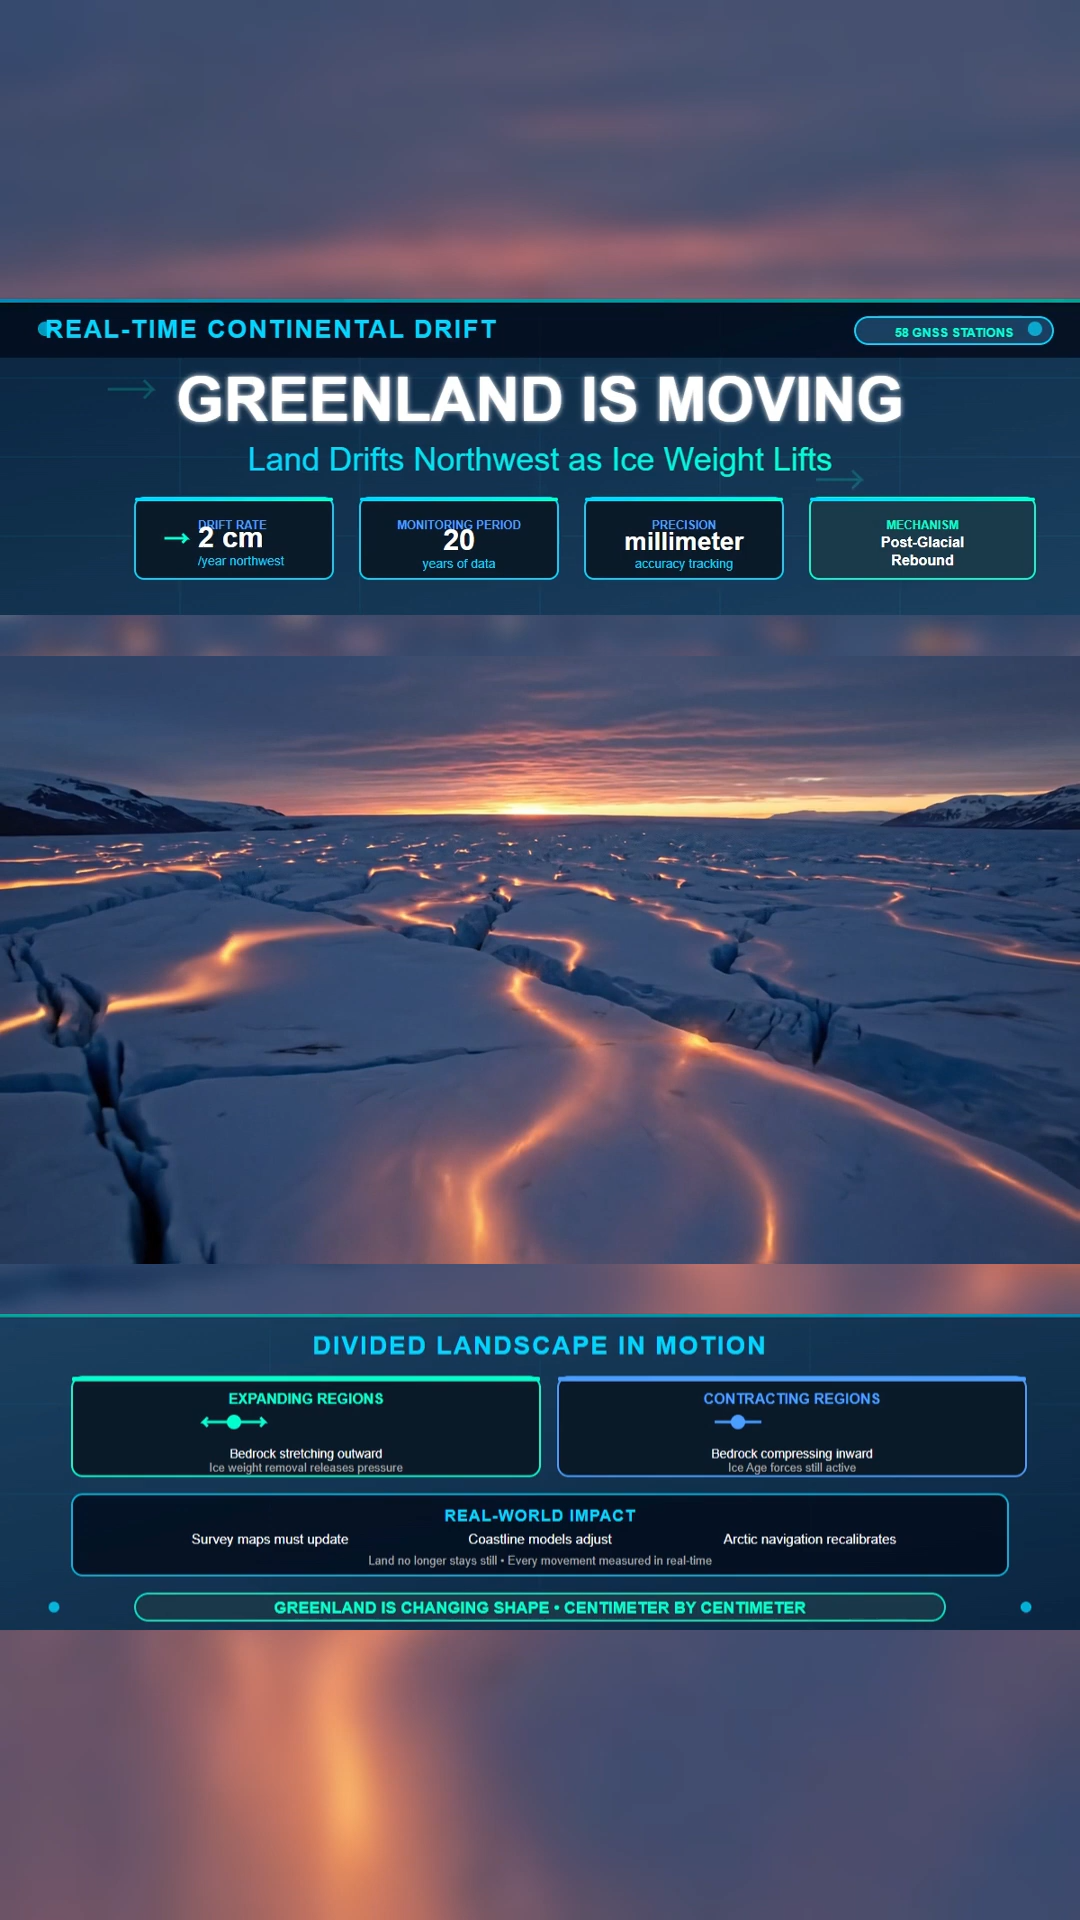 REAL-TIME CONTINENTAL DRIFT
58 GNSS STATIONS
GREENLAND IS MOVING
Land Drifts Northwest as Ice Weight Lifts
DRIFT RATE
→ 2 cm
/year northwest
MONITORING PERIOD
20
years of data
PRECISION
millimeter
accuracy tracking
MECHANISM
Post-Glacial
Rebound
DIVIDED LANDSCAPE IN MOTION
EXPANDING REGIONS
Bedrock stretching outward
Ice weight removal releases pressure
CONTRACTING REGIONS
Bedrock compressing inward
Ice Age forces still active
REAL-WORLD IMPACT
Survey maps must update
Coastline models adjust
Arctic navigation recalibrates
Land no longer stays still • Every movement measured in real-time
GREENLAND IS CHANGING SHAPE • CENTIMETER BY CENTIMETER